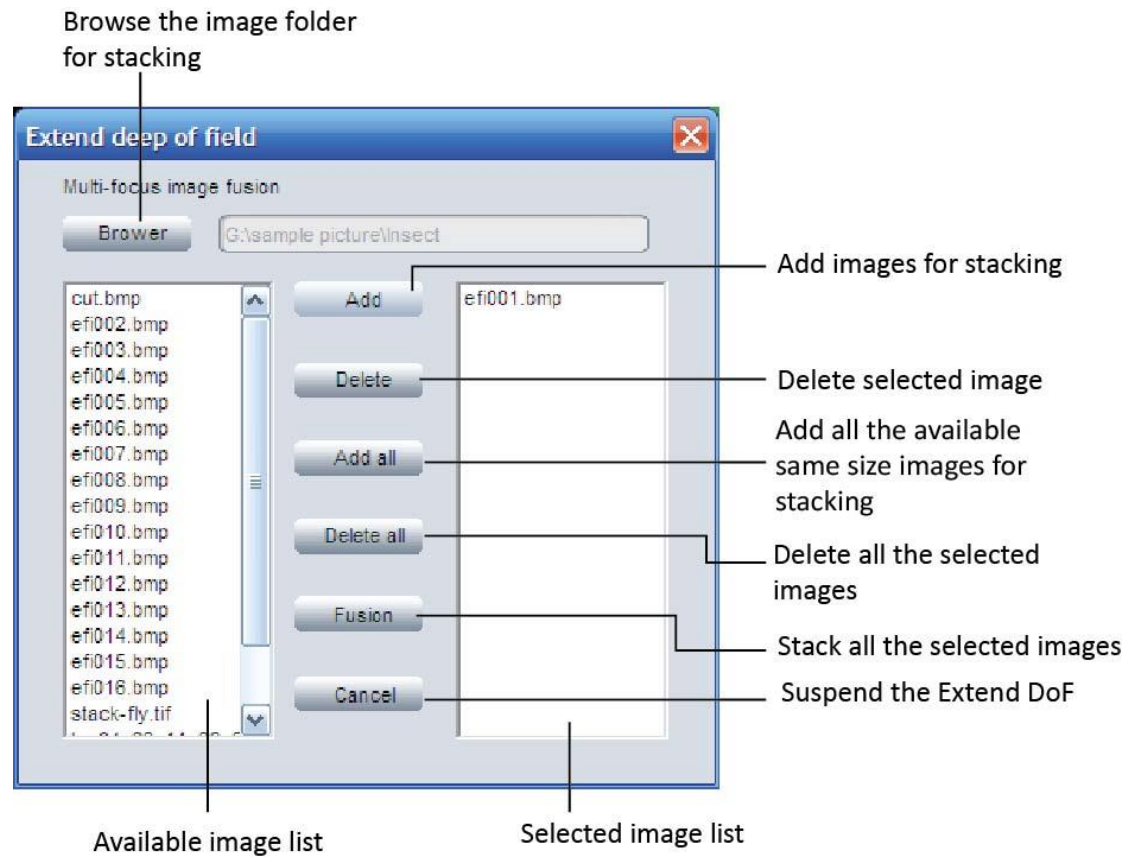 Browse the image folder
for stacking
Extend deep of field
Multi-focus image fusion
Brower
G:\sample picture\Insect
Add images for stacking
cut.bmp
efi002.bmp
efi003.bmp
efi004.bmp
efi005.bmp
efi006.bmp
efi007.bmp
efi008.bmp
efi009.bmp
efi010.bmp
efi011.bmp
efi012.bmp
efi013.bmp
efi014.bmp
efi015.bmp
efi016.bmp
stack-fly.tif
Add
Delete
Add all
Delete all
Fusion
Cancel
efi001.bmp
Delete selected image
Add all the available
same size images for
stacking
Delete all the selected
images
Stack all the selected images
Suspend the Extend DoF
Available image list
Selected image list